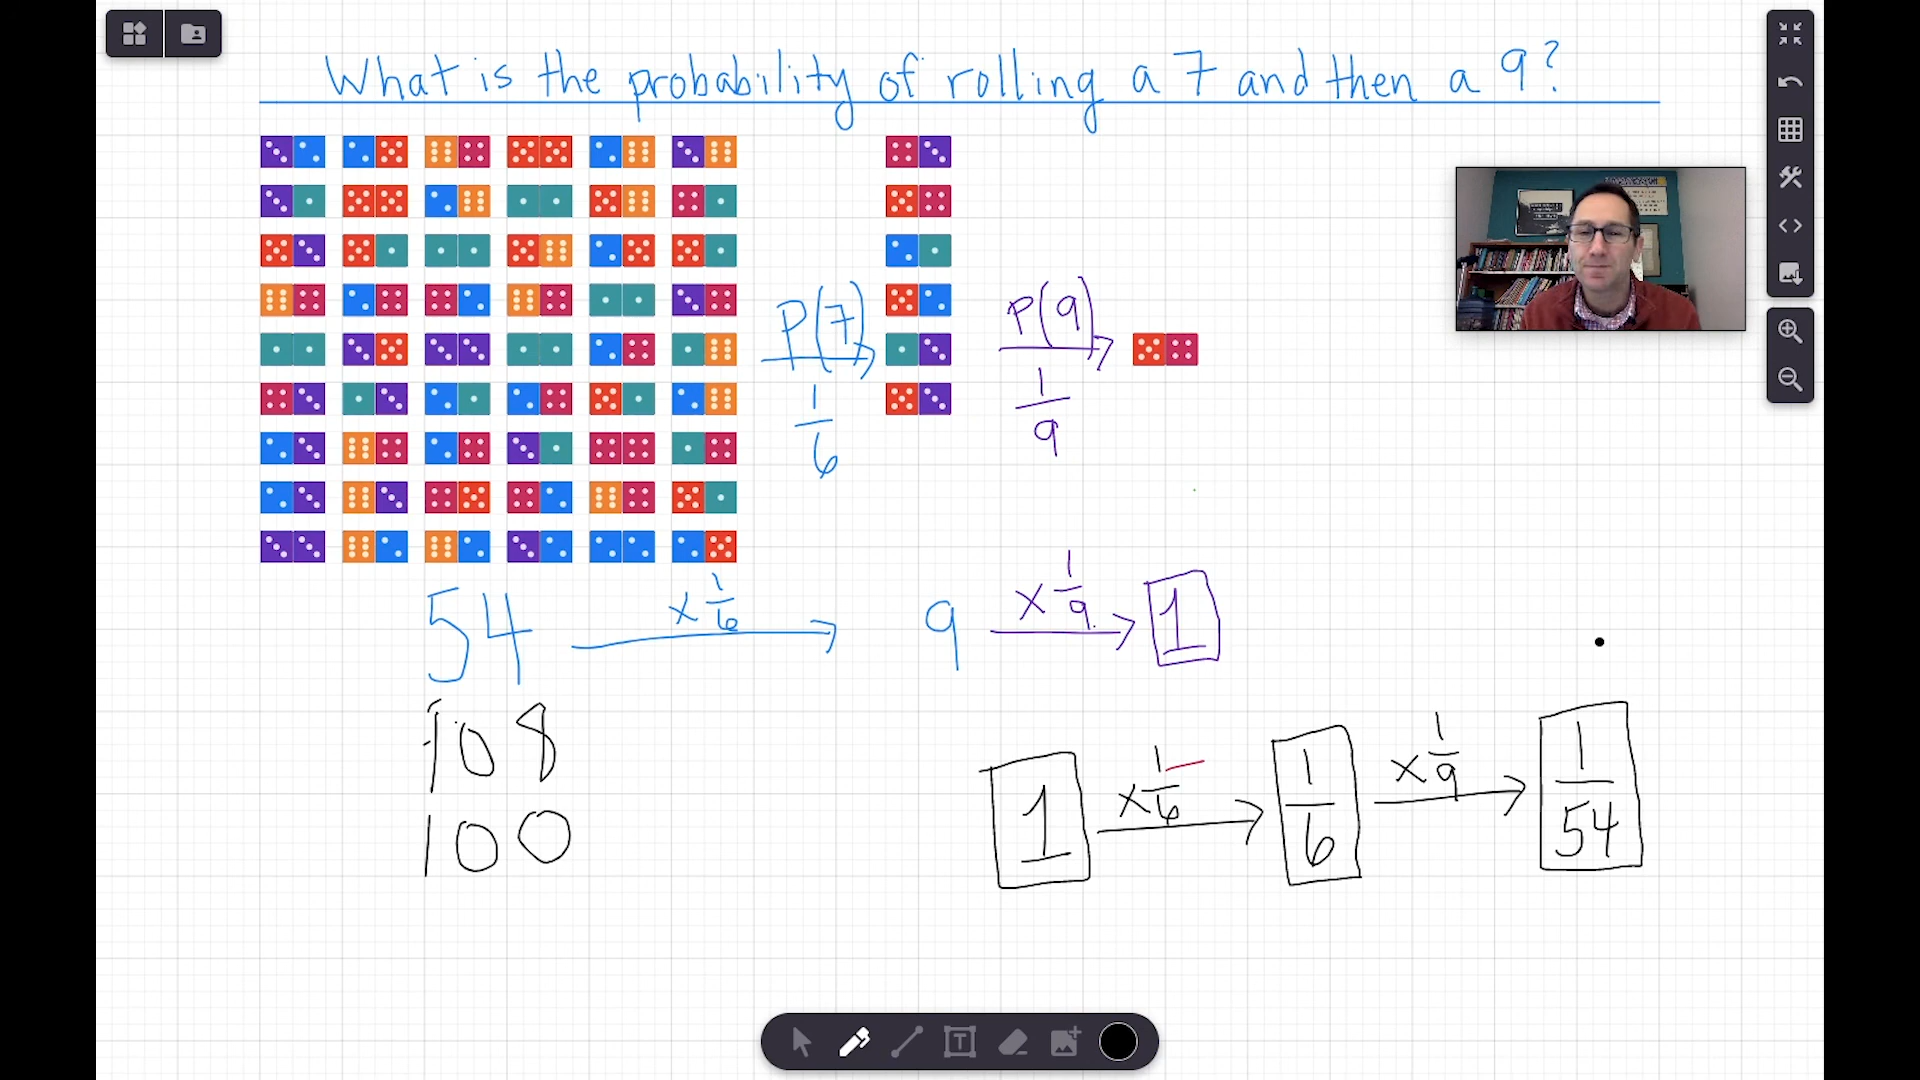 What is the probability of rolling a 7 and then a 9?
P(7)
1
6
P(9)
1
9
54
x 1/6
9
x 1/9
1
108
100
1
x 1/6
1
6
x 1/9
1
54
T